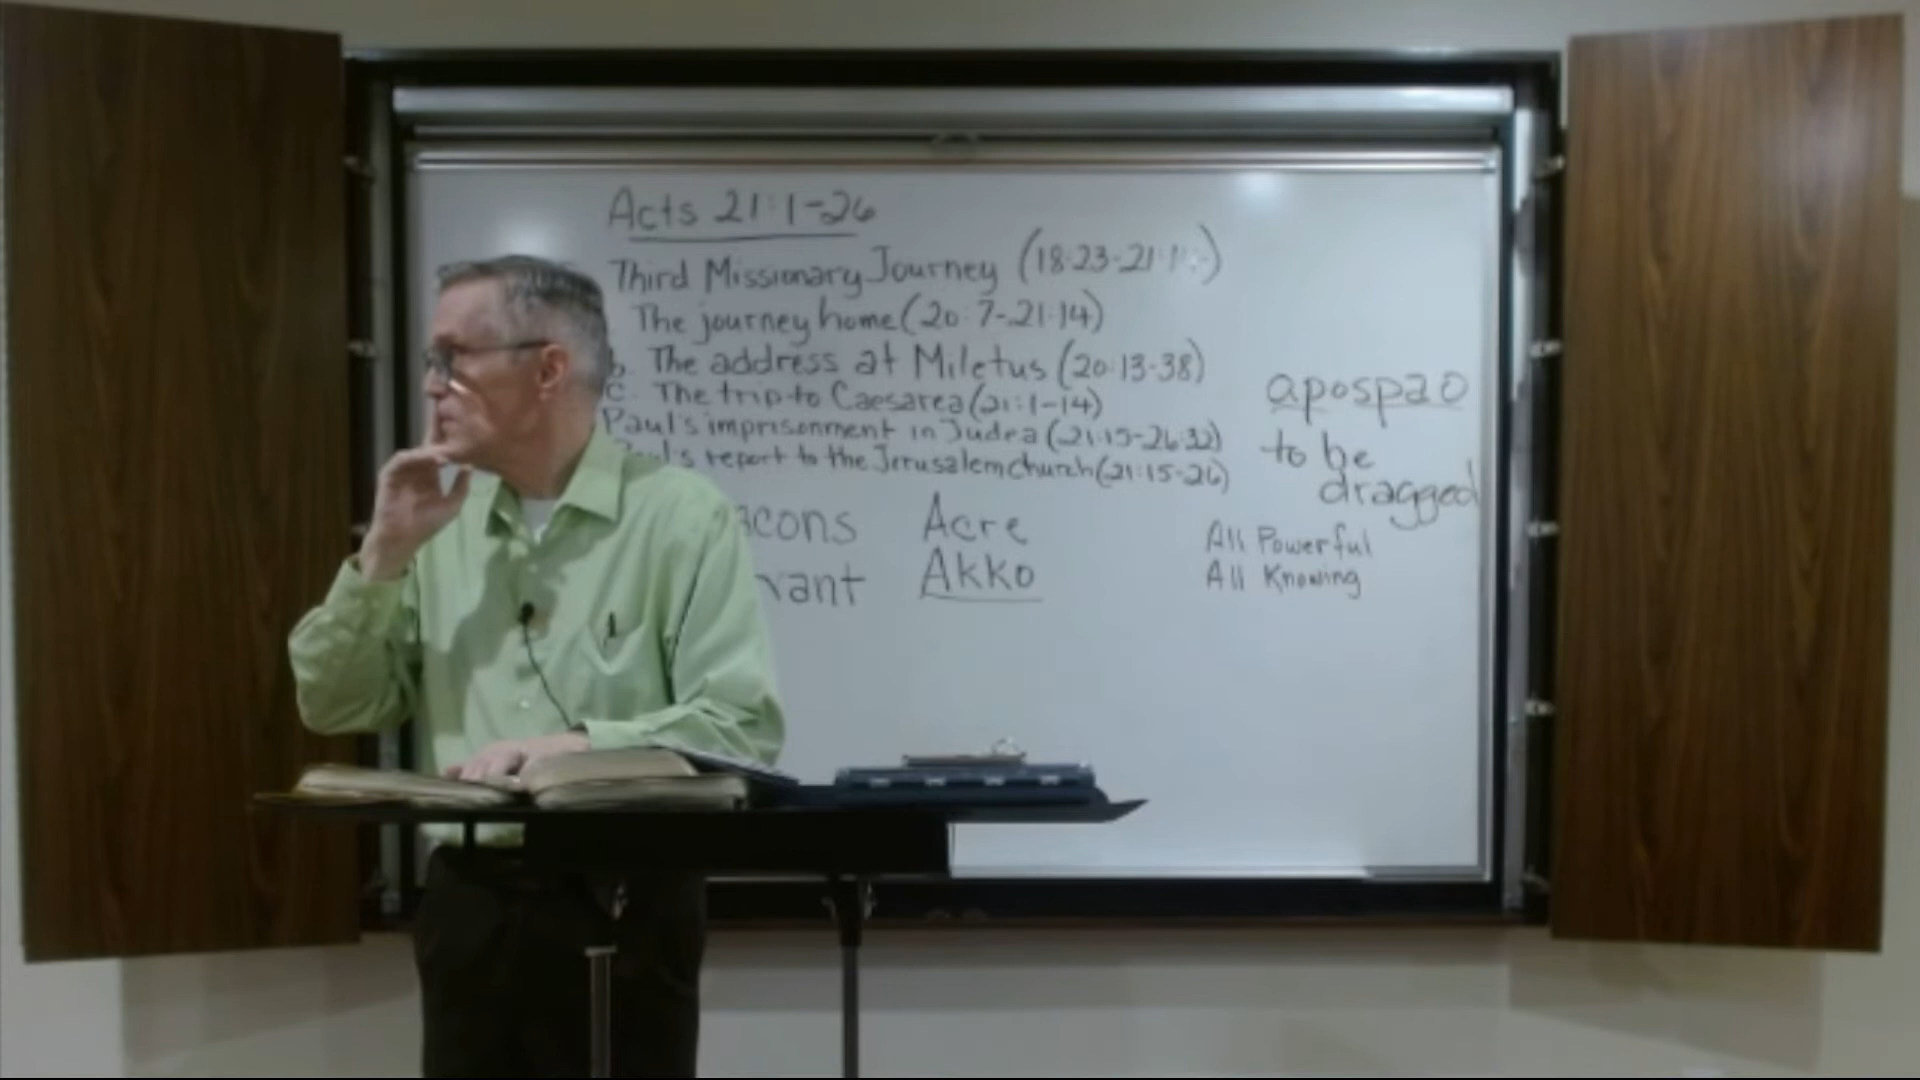 Acts 21:1-26
Third Missionary Journey (18:23-21:
The journey home (20:7-21:14)
b. The address at Miletus (20:13-38)
c. The trip to Caesarea (21:1-14)
Paul's imprisonment in Judea (21:15-26:32)
Paul's report to the Jerusalem church (21:15-26)
apospao
to be
dragged
acons Acre
vant Akko
All Powerful
All Knowing